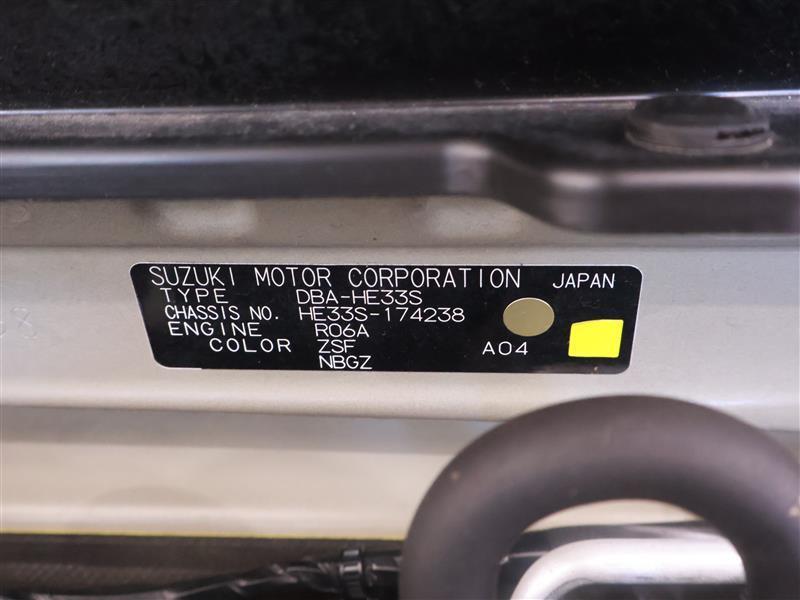 SUZUKI MOTOR CORPORATION JAPAN
TYPE DBA-HE33S
CHASSIS NO. HE33S-174238
ENGINE R06A
COLOR ZSF A04
NBGZ